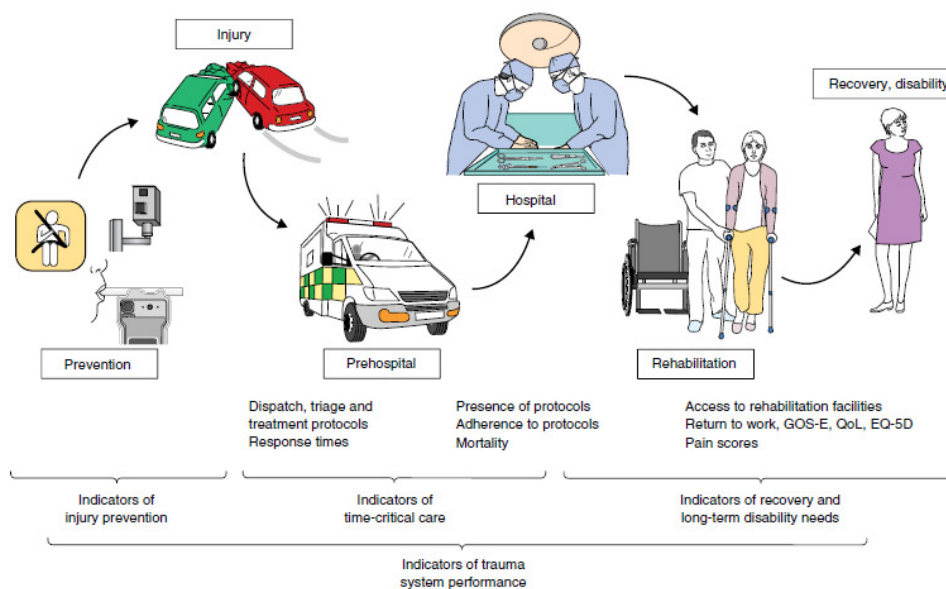 Injury
Recovery, disability
Hospital
Prevention
Prehospital
Rehabilitation
Dispatch, triage and
treatment protocols
Response times
Presence of protocols
Adherence to protocols
Mortality
Access to rehabilitation facilities
Return to work, GOS-E, QoL, EQ-5D
Pain scores
Indicators of
injury prevention
Indicators of
time-critical care
Indicators of recovery and
long-term disability needs
Indicators of trauma
system performance